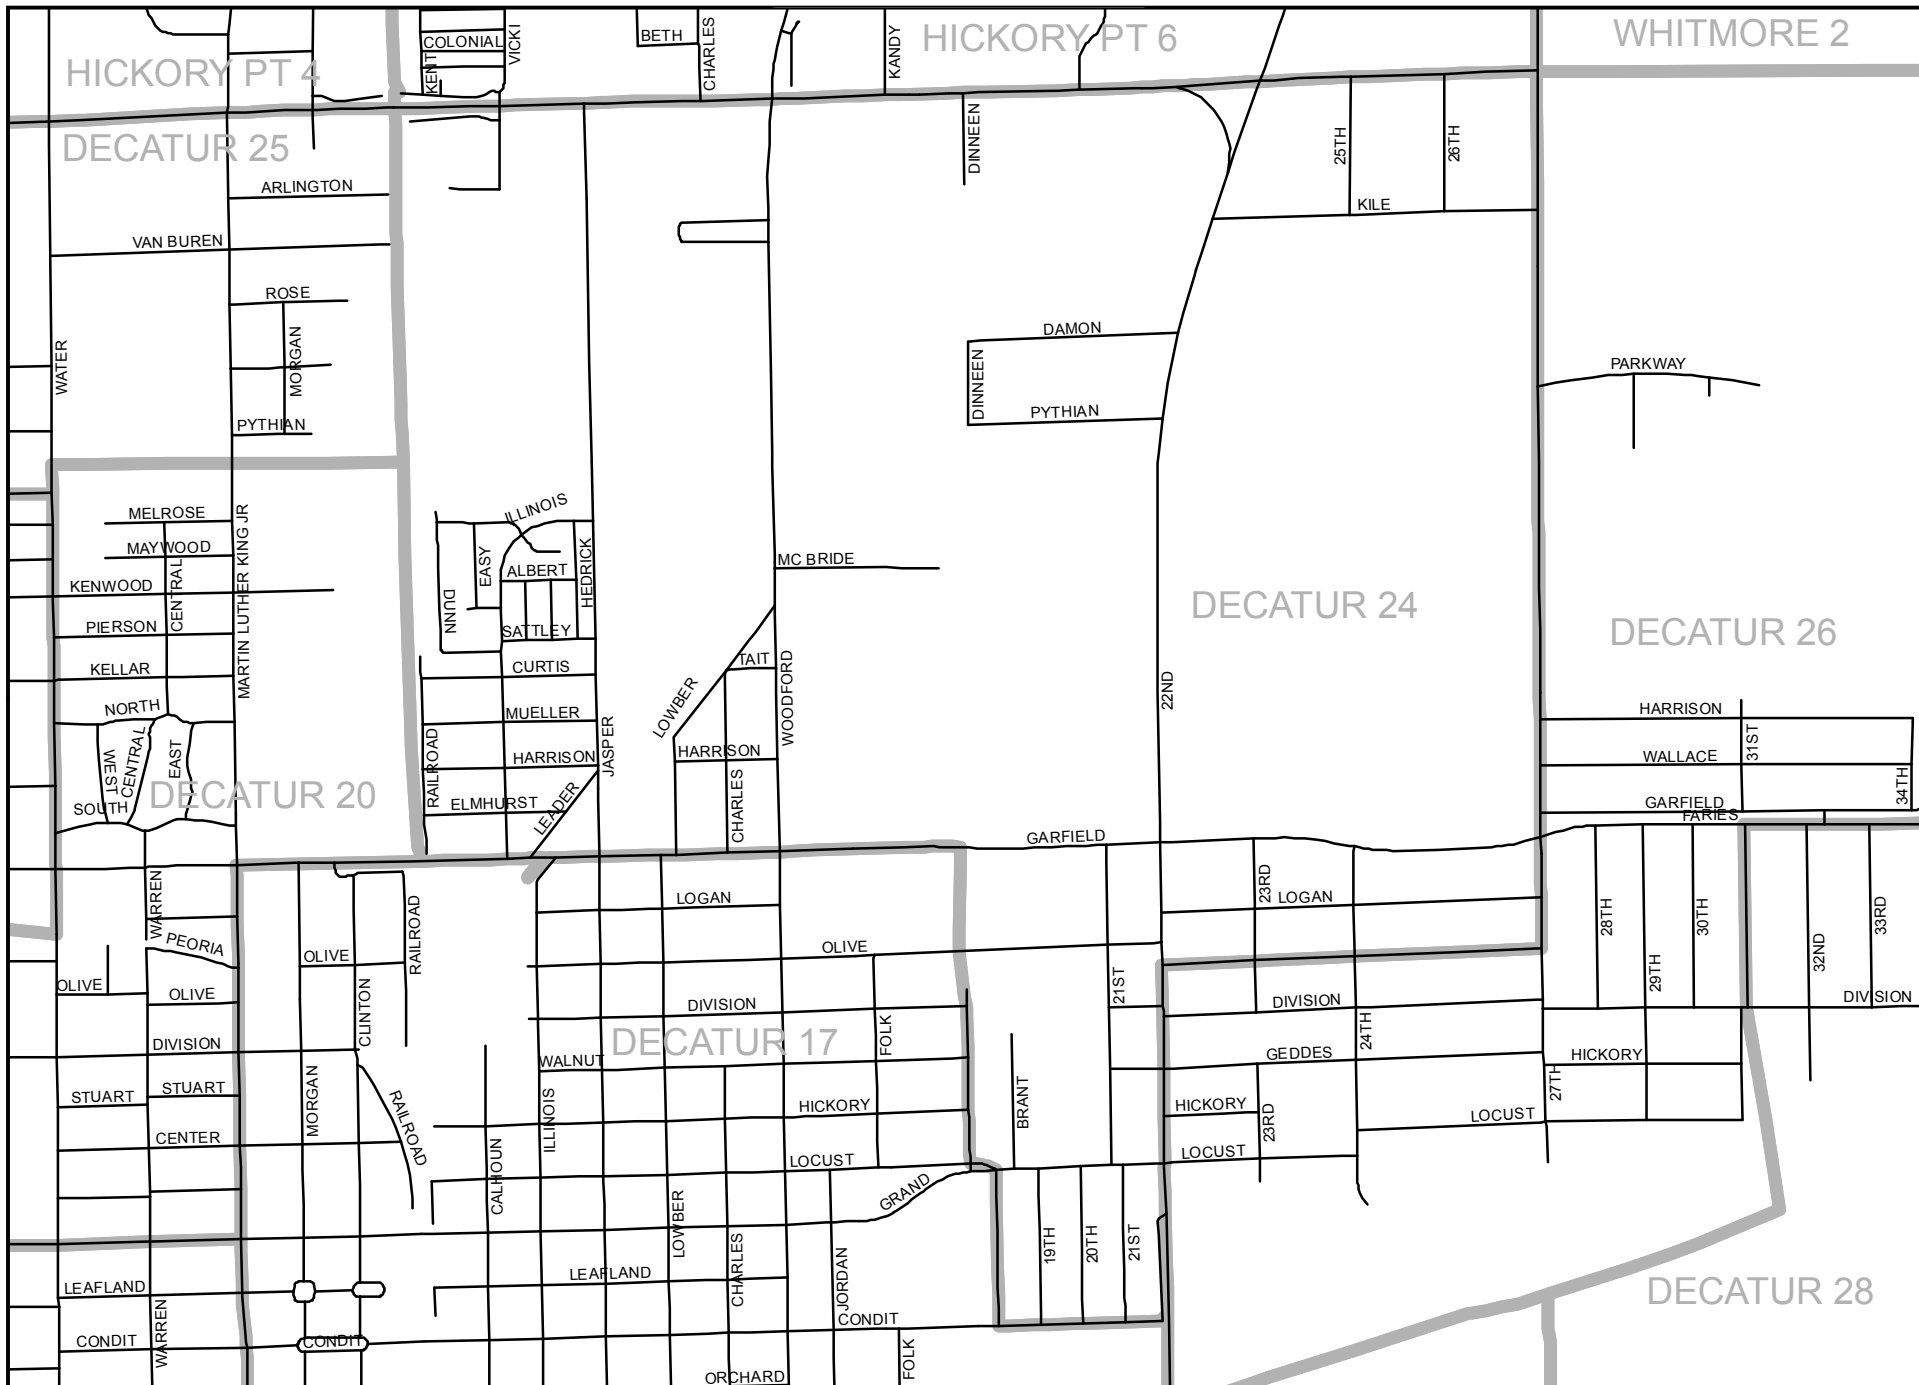 HICKORY PT 4
COLONIAL
KENT
VICKI
BETH
CHARLES
KANDY
HICKORY PT 6
WHITMORE 2
DECATUR 25
ARLINGTON
VAN BUREN
ROSE
MORGAN
WATER
PYTHIAN
DINNEEN
25TH
26TH
KILE
DAMON
DINNEEN
PYTHIAN
PARKWAY
MELROSE
MAYWOOD
KENWOOD
CENTRAL
PIERSON
KELLAR
MARTIN LUTHER KING JR
NORTH
WEST
CENTRAL
EAST
SOUTH
DECATUR 20
ILLINOIS
EASY
ALBERT
HEDRICK
DUNN
SATTLEY
CURTIS
MUELLER
HARRISON
RAILROAD
ELMHURST
LEADER
JASPER
MC BRIDE
TAIT
LOWBER
WOODFORD
HARRISON
CHARLES
DECATUR 24
22ND
DECATUR 26
HARRISON
31ST
WALLACE
34TH
GARFIELD
FARIES
GARFIELD
WARREN
PEORIA
OLIVE
OLIVE
OLIVE
RAILROAD
CLINTON
LOGAN
OLIVE
DIVISION
21ST
23RD
LOGAN
28TH
29TH
30TH
32ND
33RD
DIVISION
DIVISION
DIVISION
STUART
STUART
MORGAN
RAILROAD
CENTER
WALNUT
DECATUR 17
FOLK
ILLINOIS
HICKORY
BRANT
24TH
GEDDES
HICKORY
27TH
HICKORY
23RD
LOCUST
LOCUST
LOCUST
CALHOUN
GRAND
LOWBER
CHARLES
JORDAN
19TH
20TH
21ST
LEAFLAND
LEAFLAND
DECATUR 28
CONDIT
WARREN
CONDIT
CONDIT
FOLK
ORCHARD